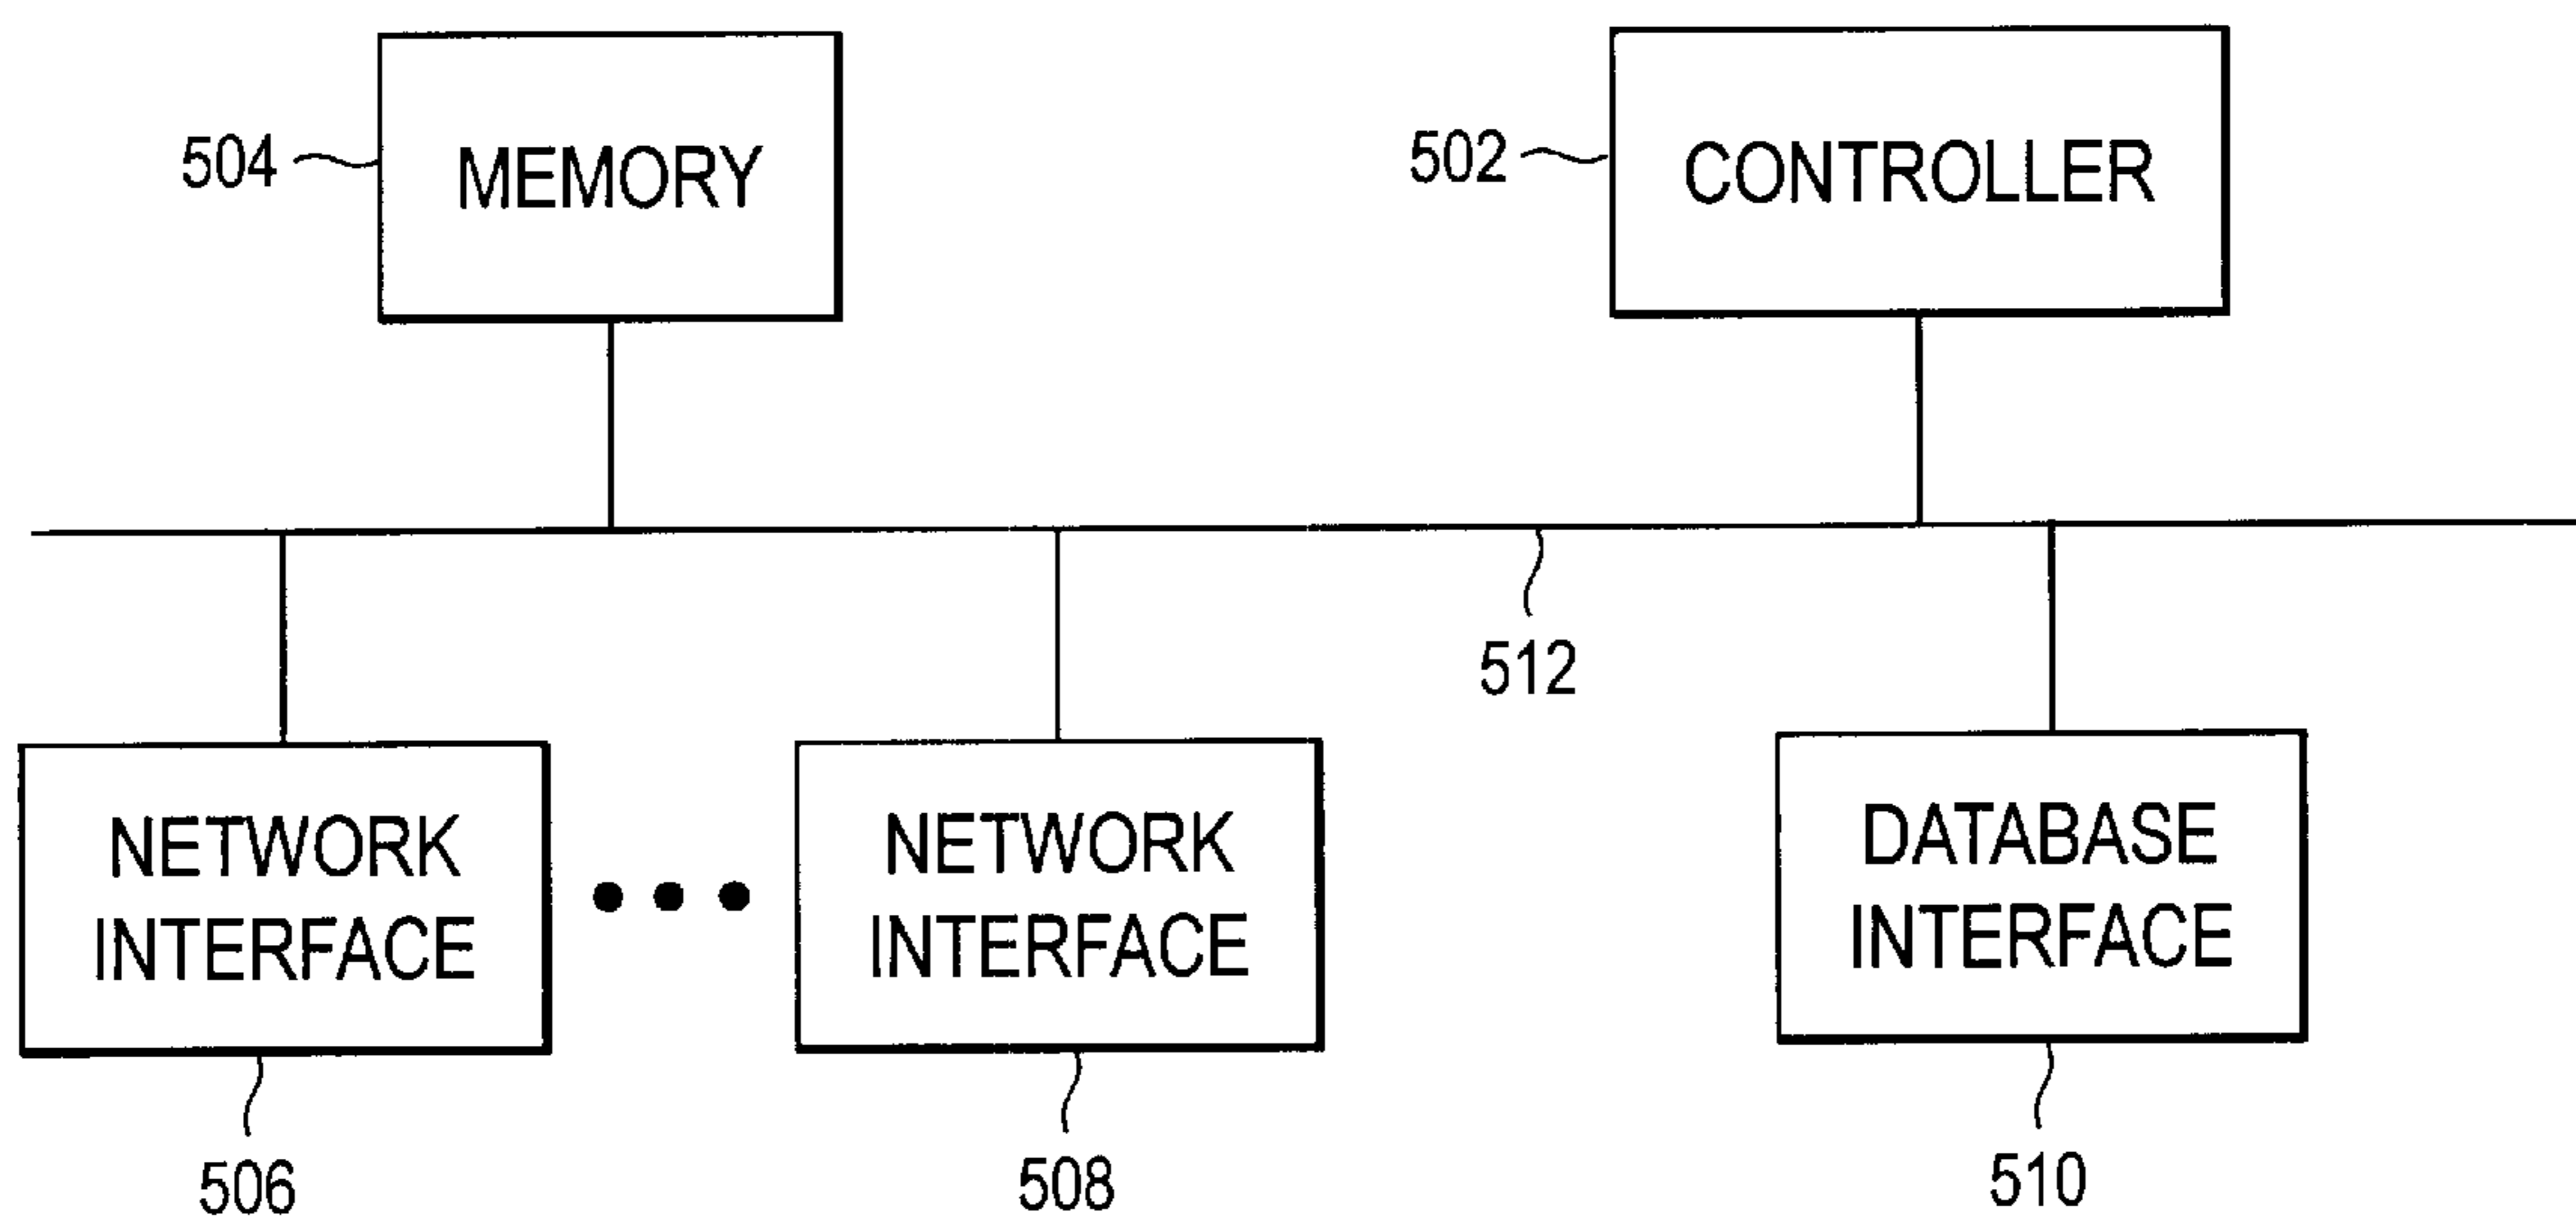 504
MEMORY
502
CONTROLLER
512
NETWORK
INTERFACE
NETWORK
INTERFACE
DATABASE
INTERFACE
506
508
510